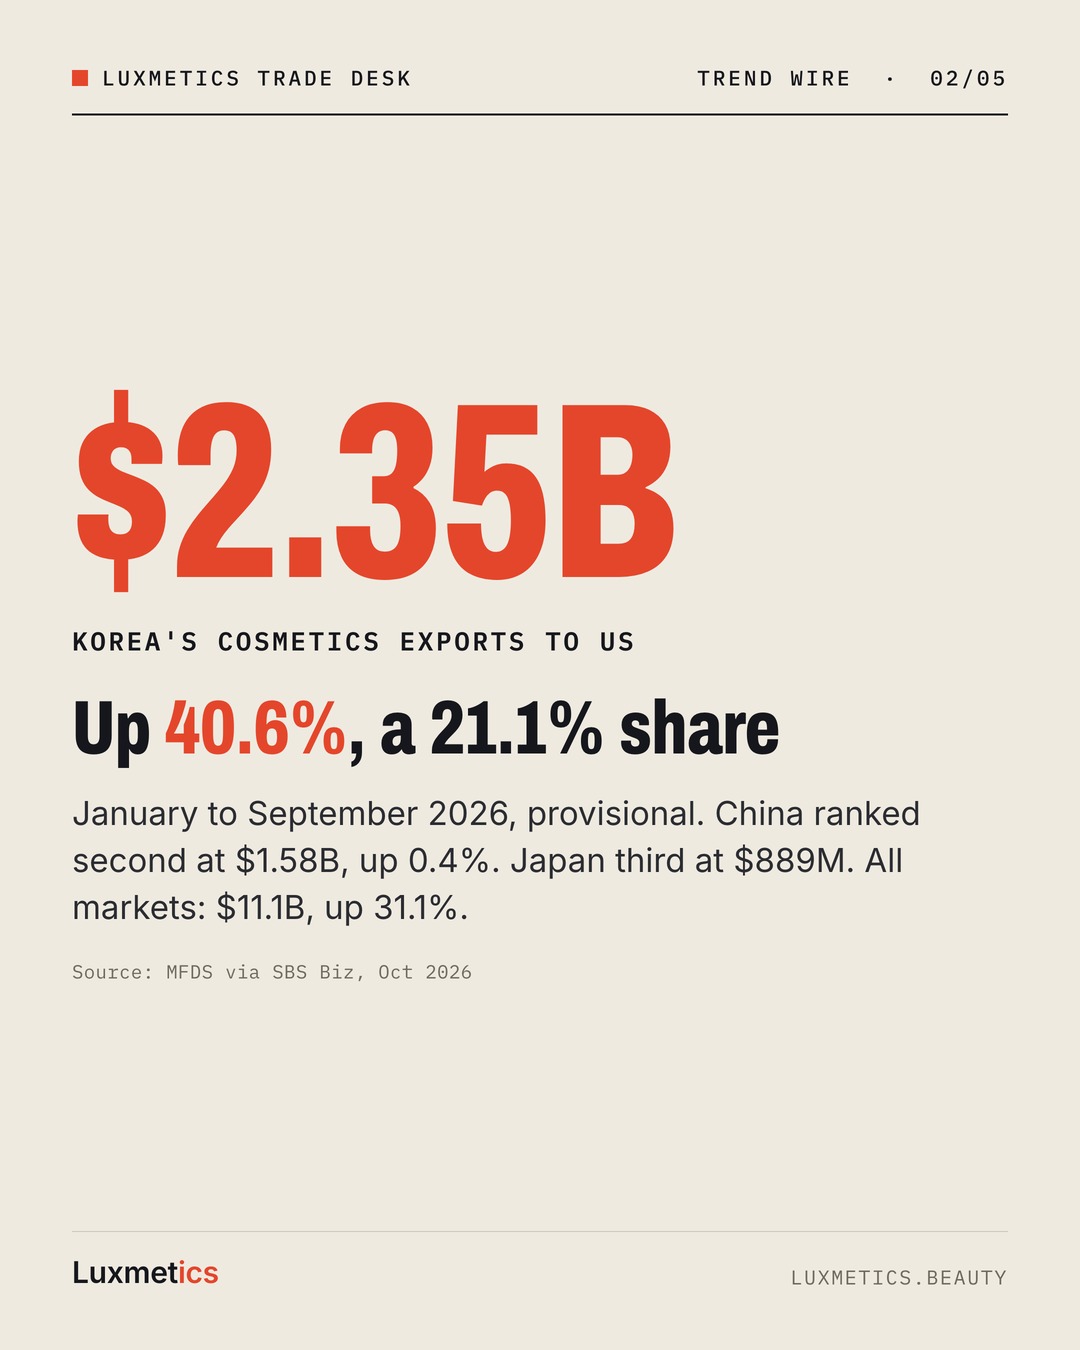 LUXMETICS TRADE DESK
TREND WIRE · 02/05
$2.35B
KOREA'S COSMETICS EXPORTS TO US
Up 40.6%, a 21.1% share
January to September 2026, provisional. China ranked
second at $1.58B, up 0.4%. Japan third at $889M. All
markets: $11.1B, up 31.1%.
Source: MFDS via SBS Biz, Oct 2026
Luxmetics
LUXMETICS.BEAUTY